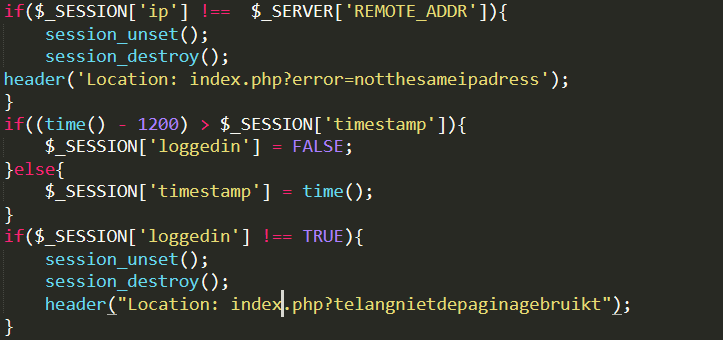 if($_SESSION['ip'] !==  $_SERVER['REMOTE_ADDR']){
    session_unset();
    session_destroy();
header('Location: index.php?error=notthesameipadress');
}
if((time() - 1200) > $_SESSION['timestamp']){
    $_SESSION['loggedin'] = FALSE;
}else{
    $_SESSION['timestamp'] = time();
}
if($_SESSION['loggedin'] !== TRUE){
    session_unset();
    session_destroy();
    header("Location: index.php?telangnietdepaginagebruikt");
}